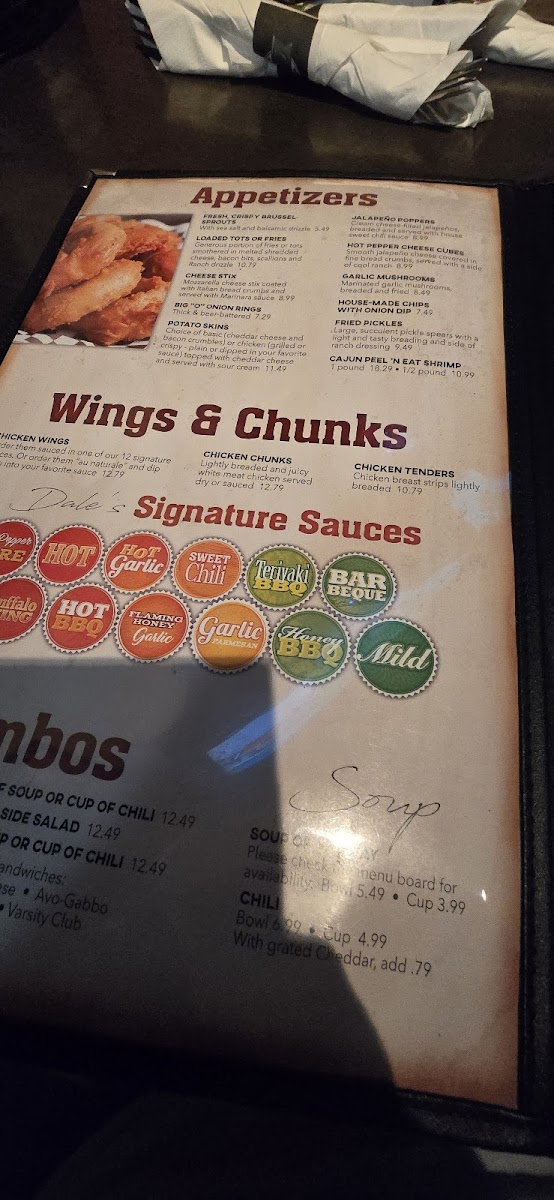 Appetizers
FRESH, CRISPY BRUSSEL
SPROUTS
With sea salt and balsamic drizzle 5.49
LOADED TOTS OR FRIES
Generous portion of fries or tots
smothered in melted shredded
cheese, bacon bits, scallions and
Ranch drizzle 10.79
CHEESE STIX
Mozzarella cheese stix coated
with Italian bread crumbs and
served with Marinara sauce 8.99
BIG "O" ONION RINGS
Thick & beer-battered 7.29
POTATO SKINS
Choice of basic (cheddar cheese and
bacon crumbles) or chicken (grilled or
crispy - plain or dipped in your favorite
sauce) topped with cheddar cheese
and served with sour cream 11.49
JALAPEÑO POPPERS
Cream cheese-filled jalapeños,
breaded and served with house
sweet chili sauce 8.99
HOT PEPPER CHEESE CUBES
Smooth jalapeño cheese covered in
fine bread crumbs, served with a side
of cool ranch 8.99
GARLIC MUSHROOMS
Marinated garlic mushrooms,
breaded and fried 8.49
HOUSE-MADE CHIPS
WITH ONION DIP 7.49
FRIED PICKLES
Large, succulent pickle spears with a
light and tasty breading and side of
ranch dressing 9.49
CAJUN PEEL 'N EAT SHRIMP
1 pound 18.29 • 1/2 pound 10.99
Wings & Chunks
CHICKEN WINGS
der them sauced in one of our 12 signature
ces. Or order them "au naturale" and dip
into your favorite sauce 12.79
CHICKEN CHUNKS
Lightly breaded and juicy
white meat chicken served
dry or sauced 12.79
CHICKEN TENDERS
Chicken breast strips lightly
breaded 10.79
Dale's Signature Sauces
Pepper
RE
HOT
HOT
Garlic
SWEET
Chili
Teriyaki
BBQ
BAR
BEQUE
uffalo
ING
HOT
BBQ
FLAMING
HONEY
Garlic
Garlic
PARMESAN
Honey
BBQ
Mild
mbos
F SOUP OR CUP OF CHILI 12.49
SIDE SALAD 12.49
P OR CUP OF CHILI 12.49
andwiches:
ese • Avo-Gabbo
• Varsity Club
Soup
SOUP OF AY
Please check menu board for
availability. Bowl 5.49 • Cup 3.99
CHILI
Bowl 6.99 • Cup 4.99
With grated Cheddar, add .79